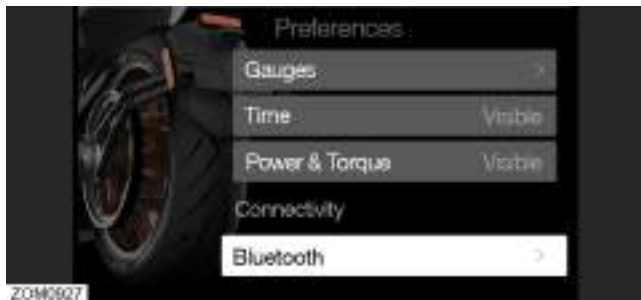 Preferences
Gauges
Time Visible
Power & Torque Visible
Connectivity
Bluetooth
ZOM0927